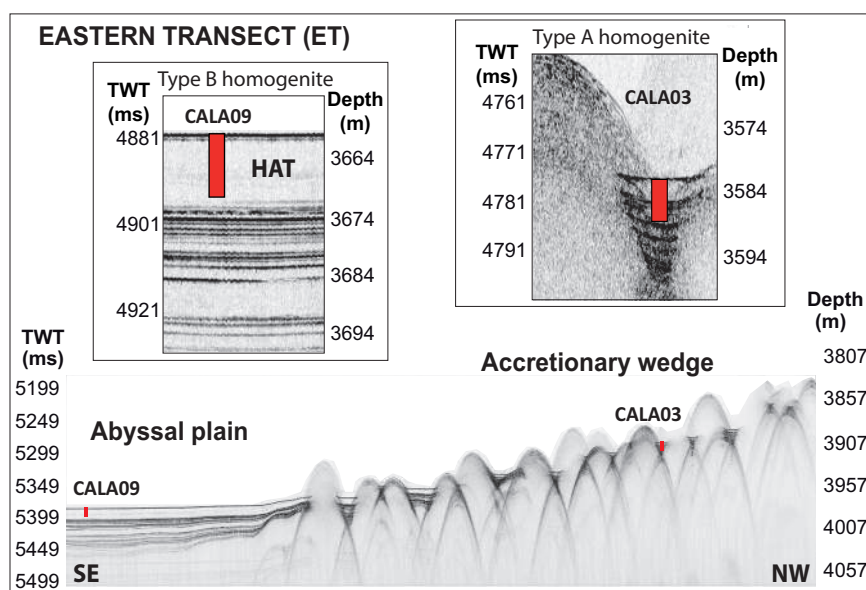 EASTERN TRANSECT (ET)
Type B homogenite
TWT
(ms)
CALA09
Depth
(m)
4881
3664
HAT
4901
3674
3684
4921
3694
Type A homogenite
TWT
(ms)
Depth
(m)
CALA03
4761
3574
4771
4781
3584
4791
3594
TWT
(ms)
Depth
(m)
Accretionary wedge
3807
5199
3857
CALA03
5249
Abyssal plain
3907
5299
5349
3957
CALA09
5399
4007
5449
5499
SE
NW
4057